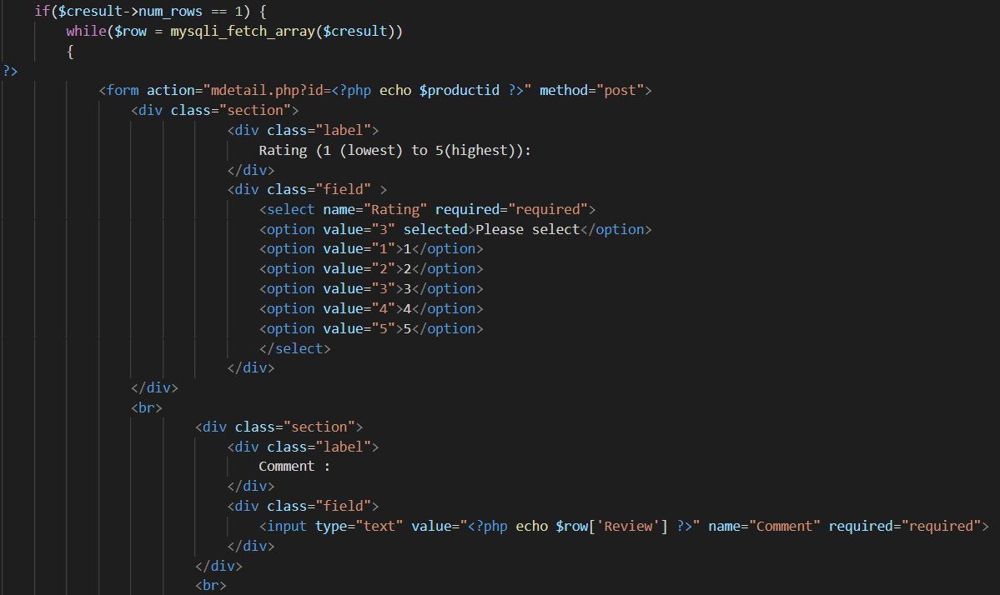 if($cresult->num_rows == 1) {
while($row = mysqli_fetch_array($cresult))
{
?>
<form action="mdetail.php?id=<?php echo $productid ?>" method="post">
<div class="section">
<div class="label">
Rating (1 (lowest) to 5(highest)):
</div>
<div class="field" >
<select name="Rating" required="required">
<option value="3" selected>Please select</option>
<option value="1">1</option>
<option value="2">2</option>
<option value="3">3</option>
<option value="4">4</option>
<option value="5">5</option>
</select>
</div>
</div>
<br>
<div class="section">
<div class="label">
Comment :
</div>
<div class="field">
<input type="text" value="<?php echo $row['Review'] ?>" name="Comment" required="required">
</div>
</div>
<br>